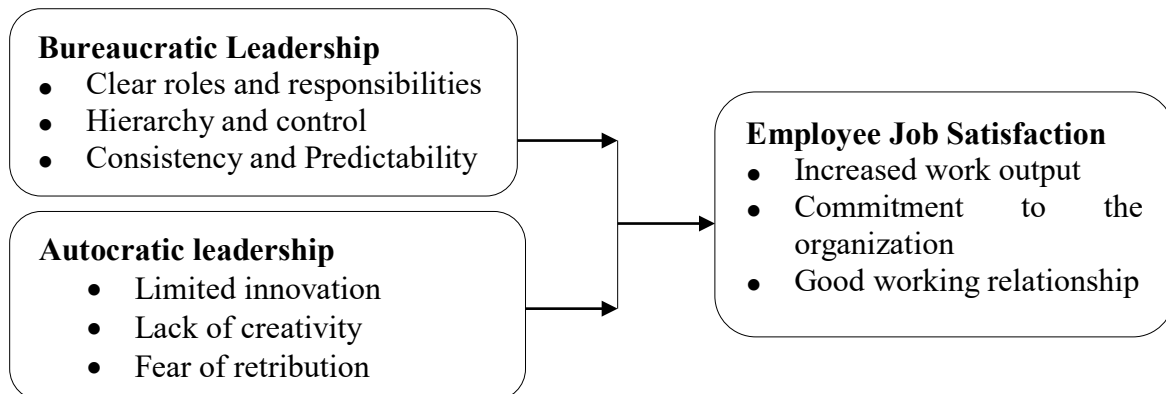 Bureaucratic Leadership
● Clear roles and responsibilities
● Hierarchy and control
● Consistency and Predictability
Autocratic leadership
● Limited innovation
● Lack of creativity
● Fear of retribution
Employee Job Satisfaction
● Increased work output
● Commitment to the
organization
● Good working relationship